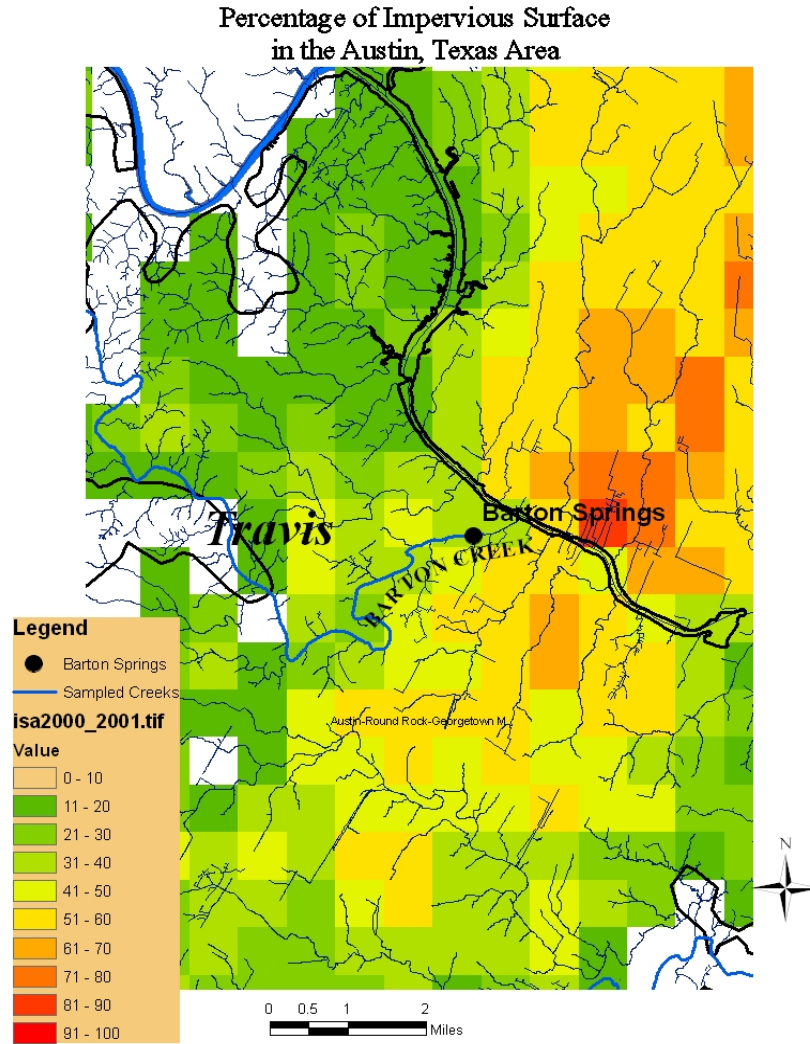 Percentage of Impervious Surface
in the Austin, Texas Area
Travis
Barton Springs
BARTON CREEK
Austin-Round Rock-Georgetown M
Legend
Barton Springs
Sampled Creeks
isa2000_2001.tif
Value
0 - 10
11 - 20
21 - 30
31 - 40
41 - 50
51 - 60
61 - 70
71 - 80
81 - 90
91 - 100
N
0 0.5 1 2
Miles